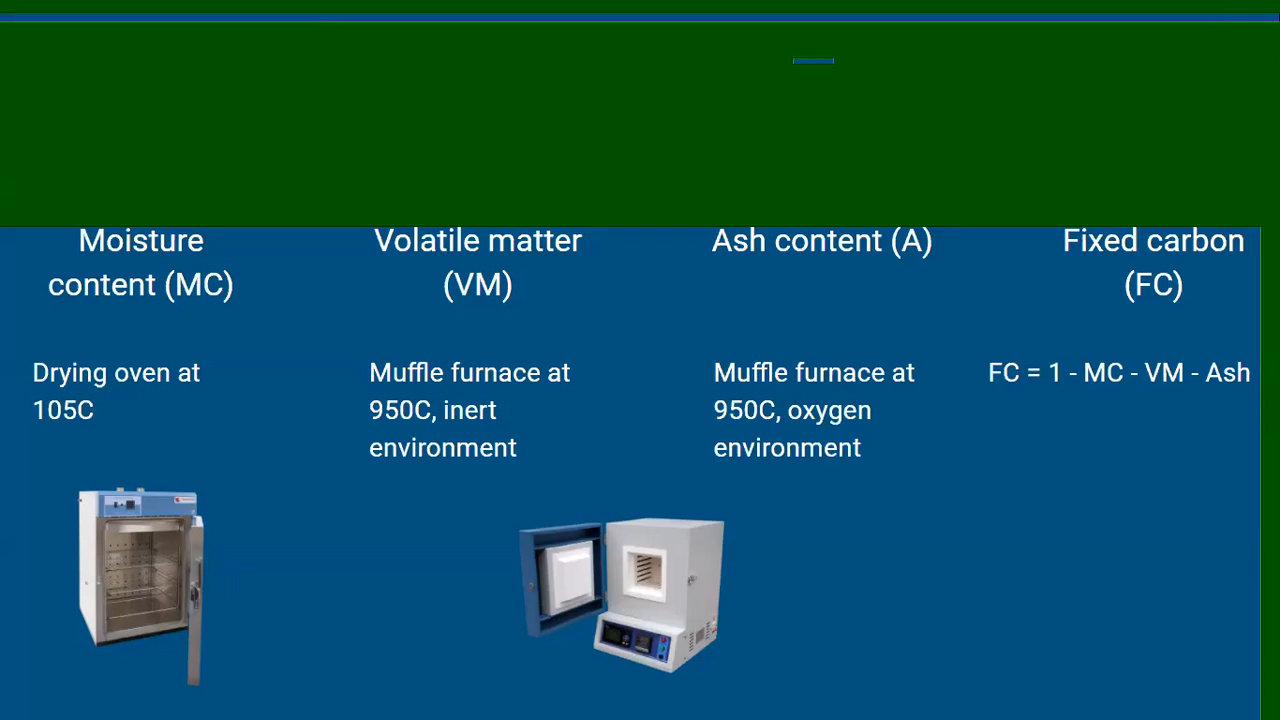 Moisture
content (MC)
Drying oven at
105C
Volatile matter
(VM)
Muffle furnace at
950C, inert
environment
Ash content (A)
Muffle furnace at
950C, oxygen
environment
Fixed carbon
(FC)
FC = 1 - MC - VM - Ash